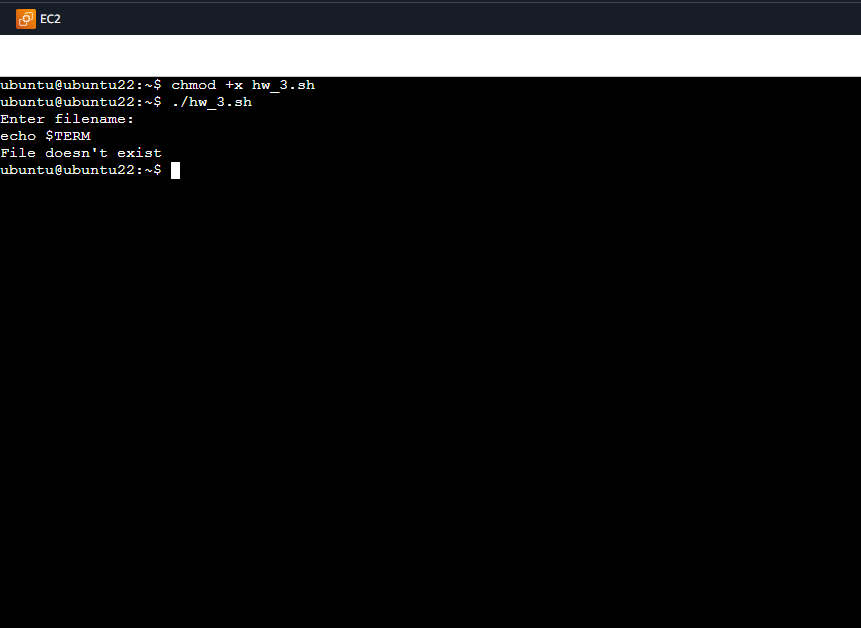 EC2
ubuntu@ubuntu22:~$ chmod +x hw_3.sh
ubuntu@ubuntu22:~$ ./hw_3.sh
Enter filename:
echo $TERM
File doesn't exist
ubuntu@ubuntu22:~$